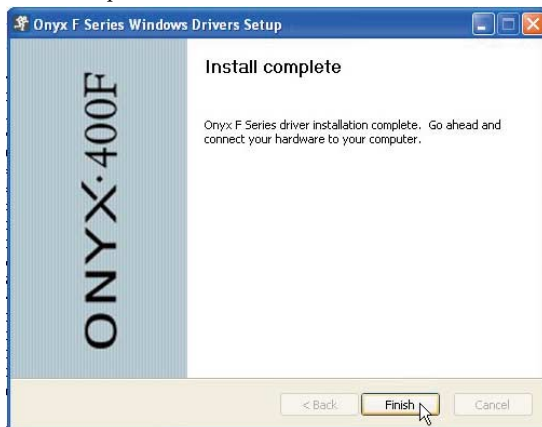 Onyx F Series Windows Drivers Setup
ONYX·400F
Install complete
Onyx F Series driver installation complete. Go ahead and
connect your hardware to your computer.
< Back
Finish
Cancel